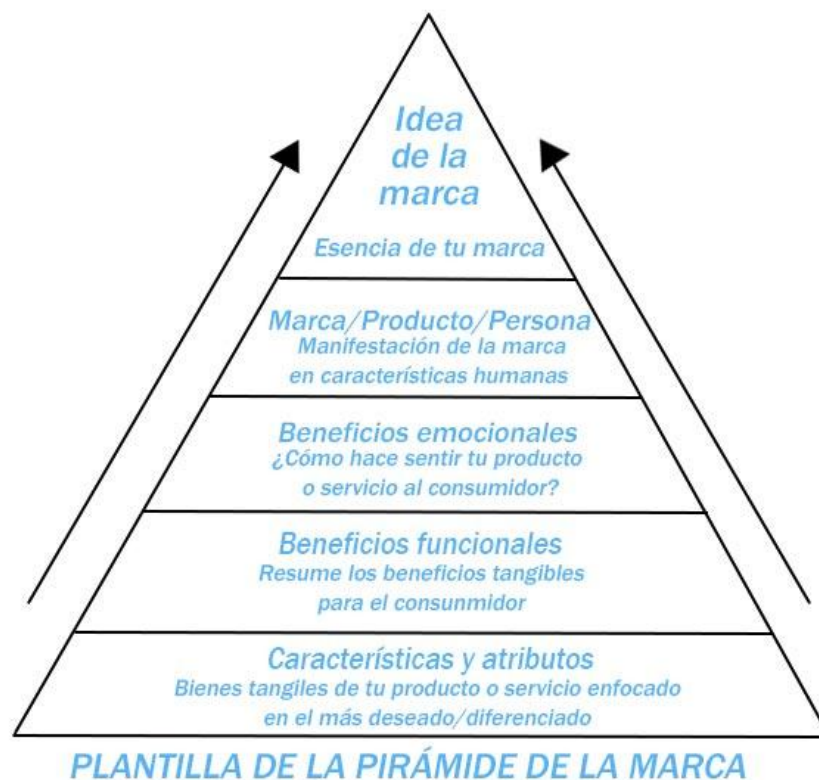 Idea
de la
marca
Esencia de tu marca
Marca/Producto/Persona
Manifestación de la marca
en características humanas
Beneficios emocionales
¿Cómo hace sentir tu producto
o servicio al consumidor?
Beneficios funcionales
Resume los beneficios tangibles
para el consunmidor
Características y atributos
Bienes tangiles de tu producto o servicio enfocado
en el más deseado/diferenciado
PLANTILLA DE LA PIRÁMIDE DE LA MARCA